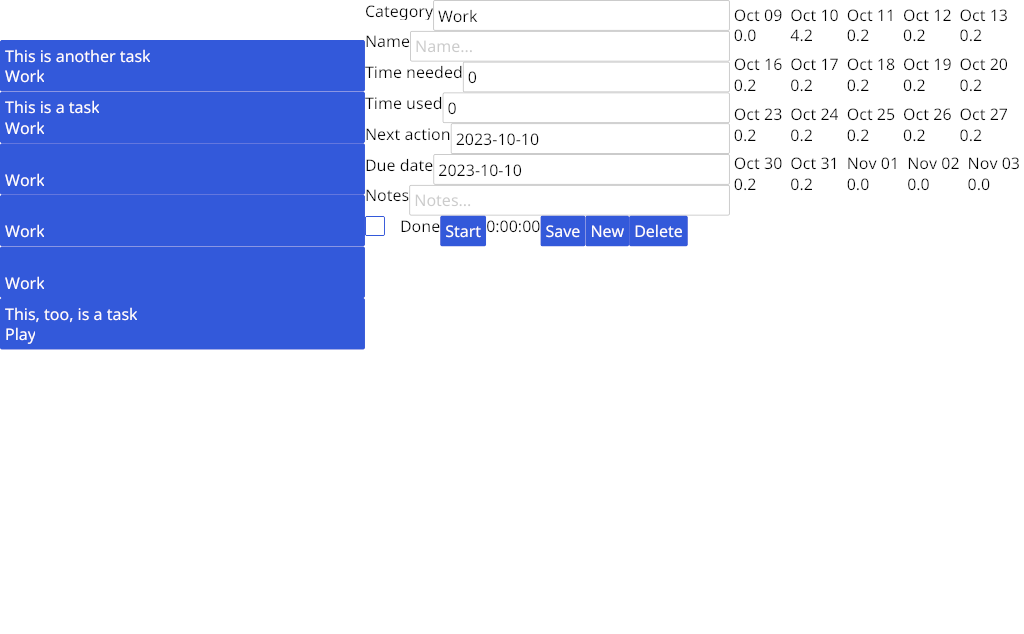 This is another task
Work
This is a task
Work
Work
Work
Work
This, too, is a task
Play
Category Work
Name Name...
Time needed 0
Time used 0
Next action 2023-10-10
Due date 2023-10-10
Notes Notes...
Done Start 0:00:00 Save New Delete
Oct 09 Oct 10 Oct 11 Oct 12 Oct 13
0.0 4.2 0.2 0.2 0.2
Oct 16 Oct 17 Oct 18 Oct 19 Oct 20
0.2 0.2 0.2 0.2 0.2
Oct 23 Oct 24 Oct 25 Oct 26 Oct 27
0.2 0.2 0.2 0.2 0.2
Oct 30 Oct 31 Nov 01 Nov 02 Nov 03
0.2 0.2 0.0 0.0 0.0